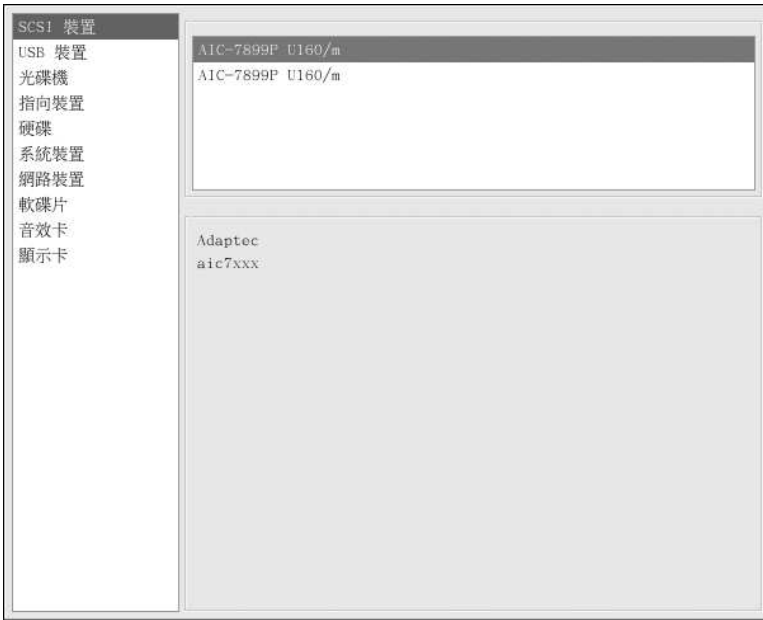 SCSI 裝置
USB 裝置
光碟機
指向裝置
硬碟
系統裝置
網路裝置
軟碟片
音效卡
顯示卡
AIC-7899P U160/m
AIC-7899P U160/m
Adaptec
aic7xxx